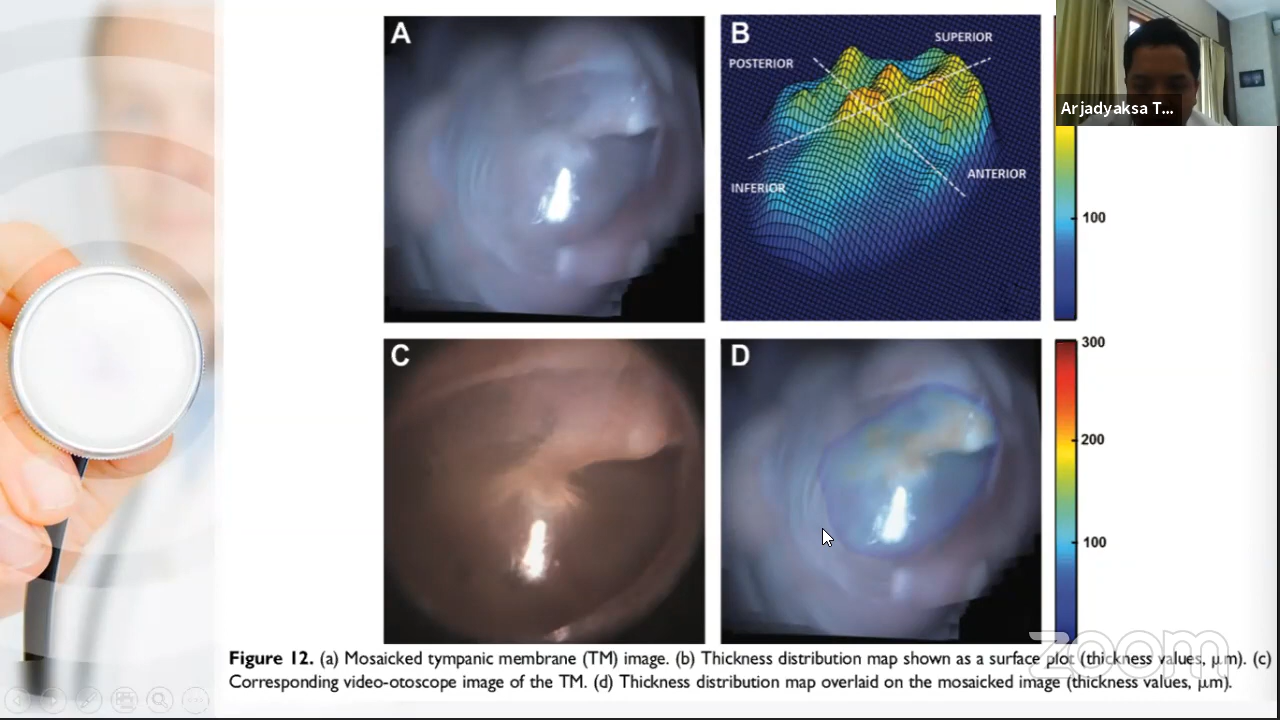 A
B
SUPERIOR
POSTERIOR
INFERIOR
ANTERIOR
Arjadyaksa T...
100
C
D
300
200
100
zoom
Figure 12. (a) Mosaicked tympanic membrane (TM) image. (b) Thickness distribution map shown as a surface plot (thickness values, μm). (c)
Corresponding video-otoscope image of the TM. (d) Thickness distribution map overlaid on the mosaicked image (thickness values, μm).